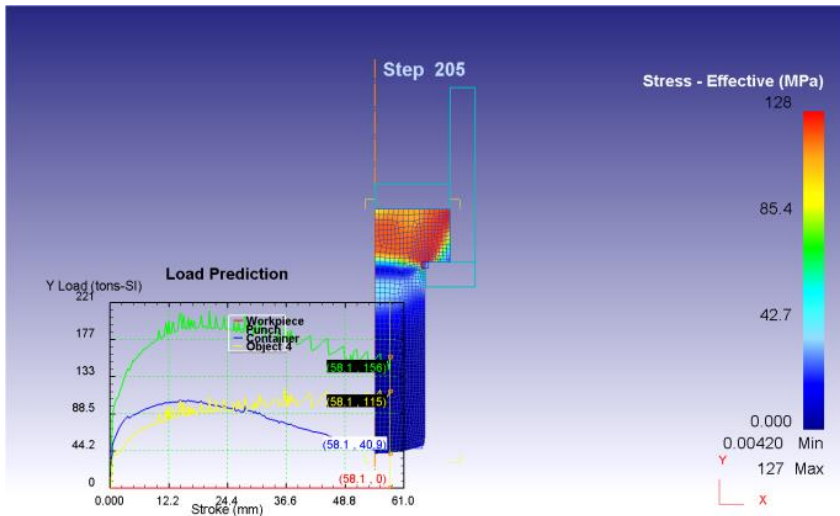 Step 205
Stress - Effective (MPa)
128
85.4
42.7
0.000
0.00420 Min
127 Max
Load Prediction
Y Load (tons-SI)
221
177
133
88.5
44.2
0
Workpiece
Punch
Container
Object 4
(58.1 , 156)
(58.1 , 115)
(58.1 , 40.9)
(58.1 , 0)
0.000 12.2 24.4 36.6 48.8 61.0
Stroke (mm)
Y
X